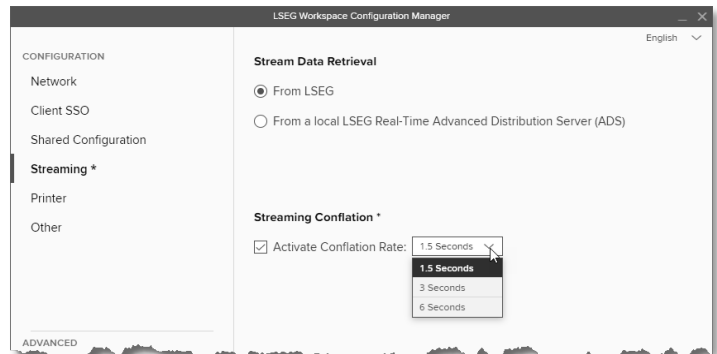 LSEG Workspace Configuration Manager
English
CONFIGURATION
Network
Client SSO
Shared Configuration
Streaming *
Printer
Other
ADVANCED
Stream Data Retrieval
From LSEG
From a local LSEG Real-Time Advanced Distribution Server (ADS)
Streaming Conflation *
Activate Conflation Rate: 1.5 Seconds
1.5 Seconds
3 Seconds
6 Seconds